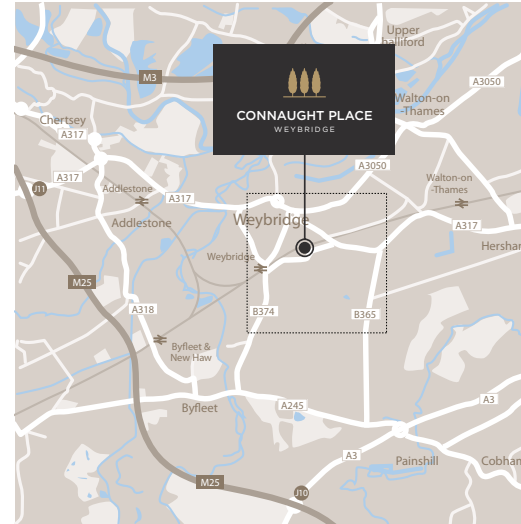 Upper
halliford
M3
A3050
CONNAUGHT PLACE
WEYBRIDGE
Walton-on
-Thames
Chertsey
A317
A3050
A317
J11
Addlestone
A317
Walton-on
-Thames
Addlestone
Weybridge
A317
Hersham
Weybridge
M25
A318
B374
B365
Byfleet &
New Haw
Byfleet
A245
A3
A3
Painshill
Cobham
M25
J10